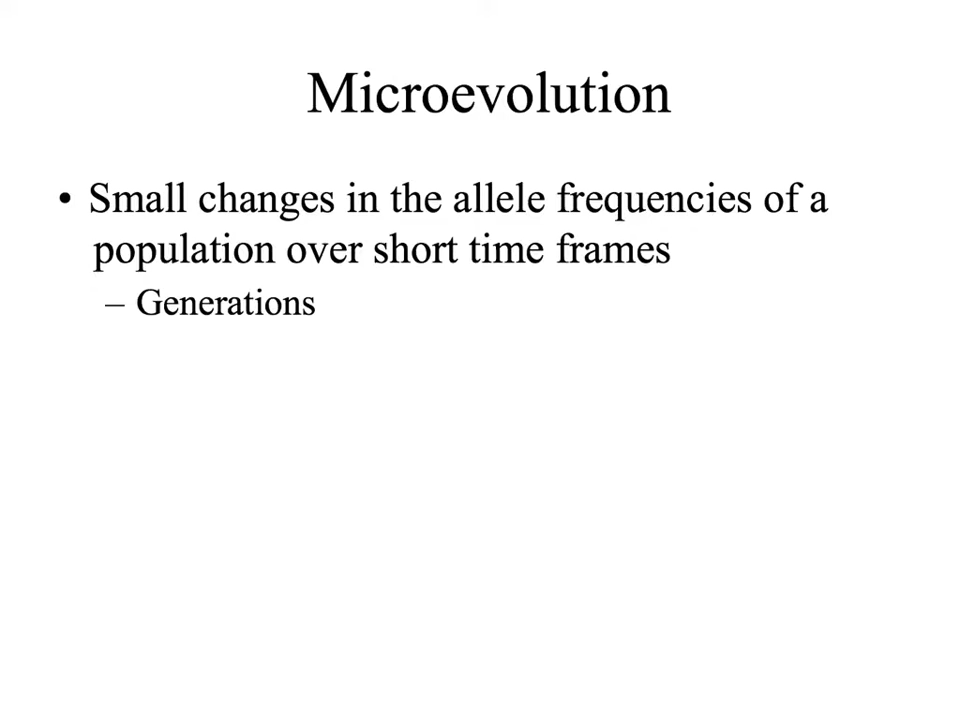 Microevolution
• Small changes in the allele frequencies of a
population over short time frames
– Generations